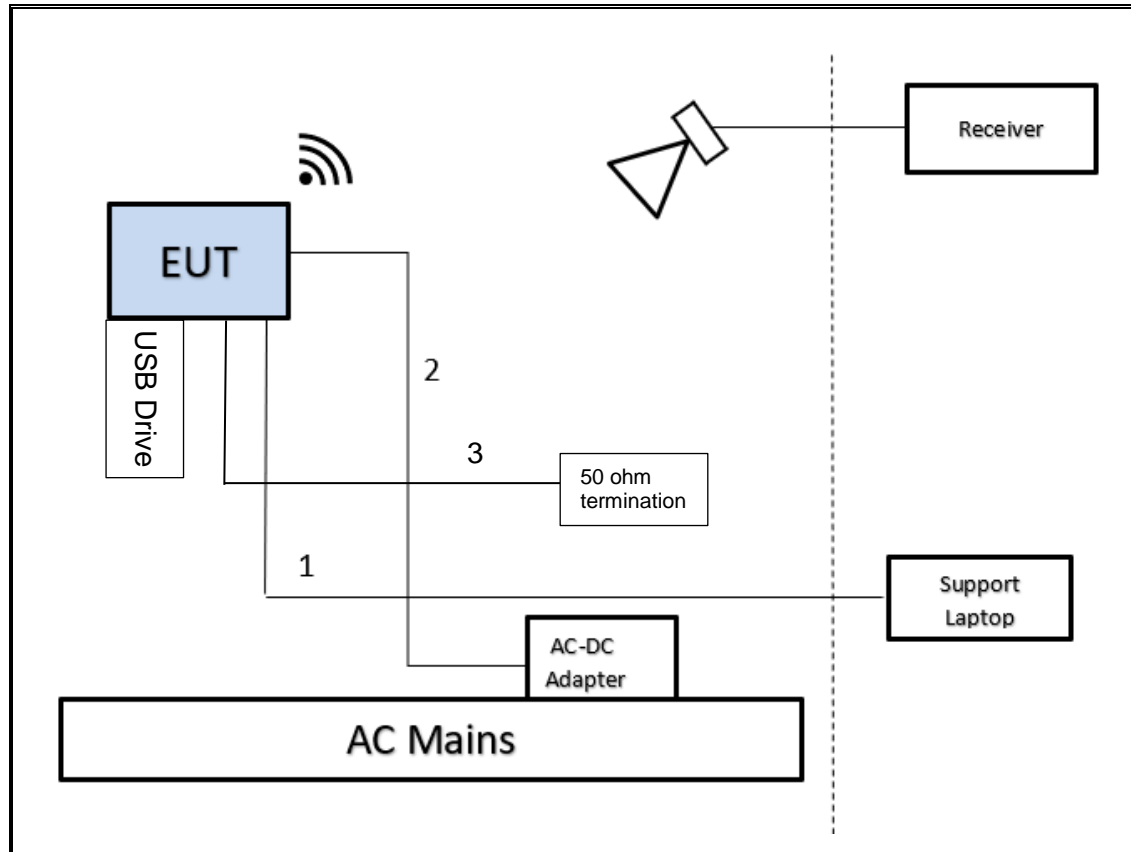 Receiver
EUT
USB Drive
2
3
50 ohm
termination
1
Support
Laptop
AC-DC
Adapter
AC Mains